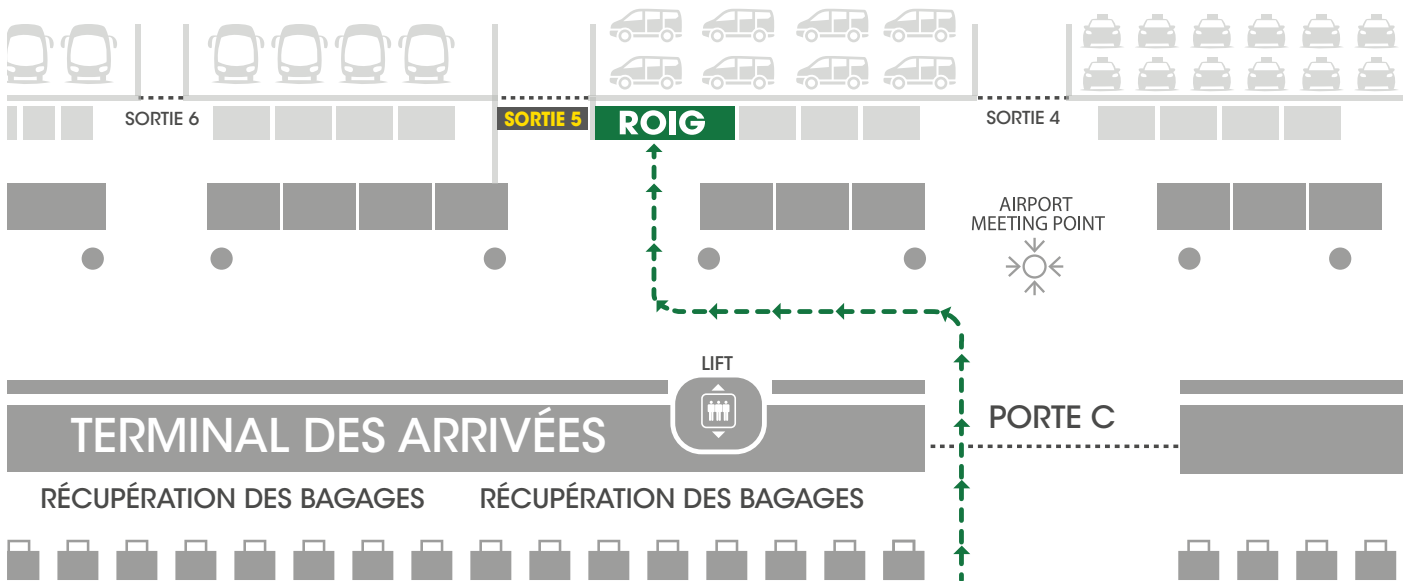 SORTIE 6
SORTIE 5
ROIG
SORTIE 4
AIRPORT
MEETING POINT
LIFT
TERMINAL DES ARRIVÉES
PORTE C
RÉCUPÉRATION DES BAGAGES
RÉCUPÉRATION DES BAGAGES